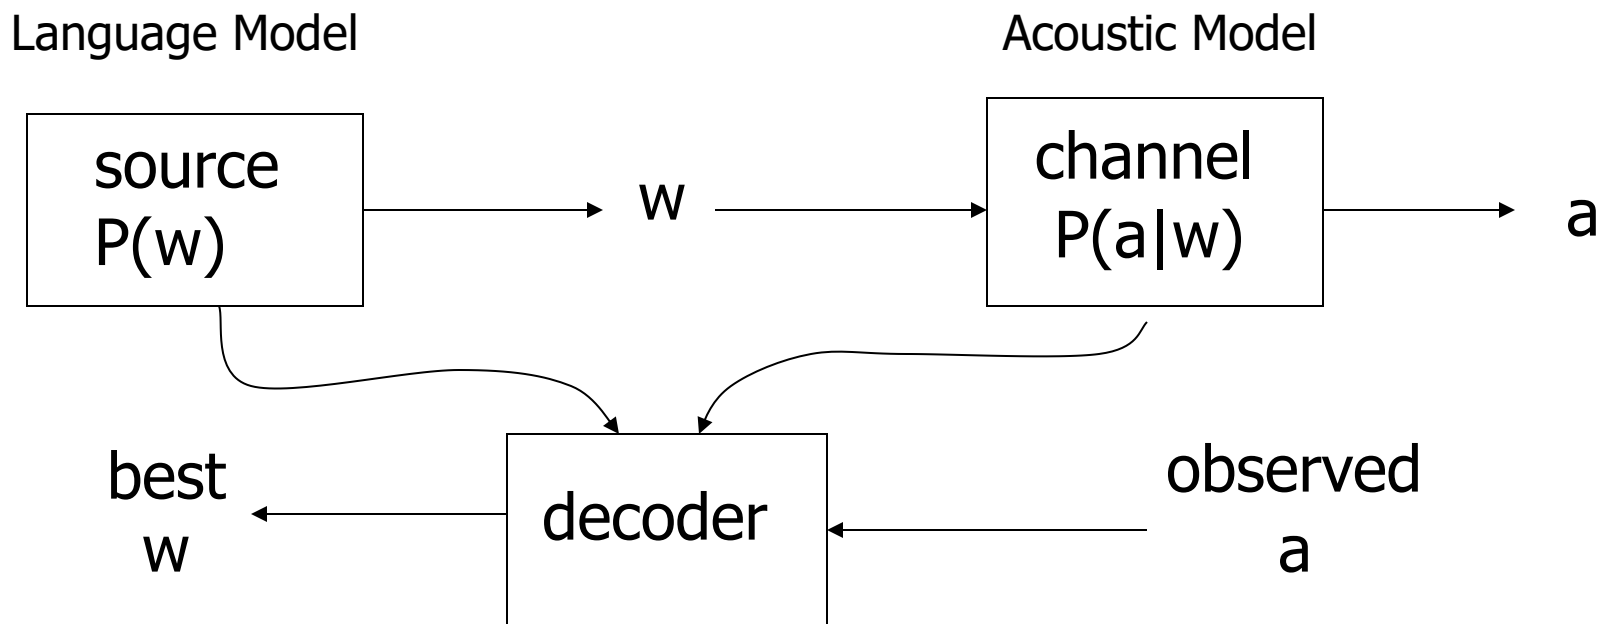 Language Model
Acoustic Model
source
P(w)
w
channel
P(a|w)
a
best
w
decoder
observed
a